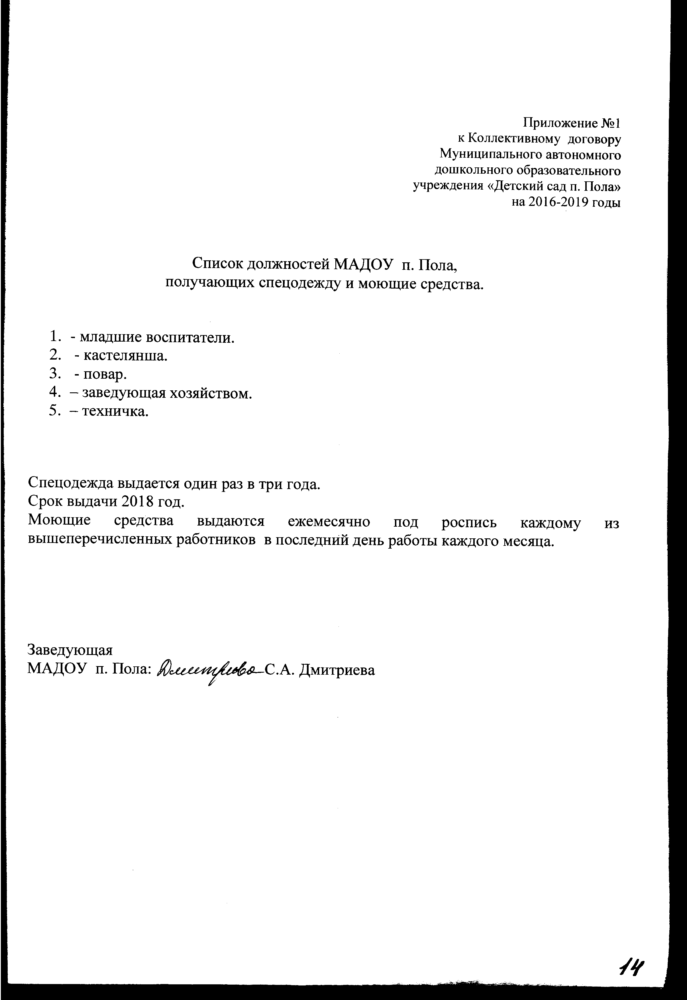 Приложение №1
к Коллективному договору
Муниципального автономного
дошкольного образовательного
учреждения «Детский сад п. Пола»
на 2016-2019 годы
Список должностей МАДОУ п. Пола,
получающих спецодежду и моющие средства.
1. - младшие воспитатели.
2. - кастелянша.
3. - повар.
4. – заведующая хозяйством.
5. – техничка.
Спецодежда выдается один раз в три года.
Срок выдачи 2018 год.
Моющие средства выдаются ежемесячно под роспись каждому из
вышеперечисленных работников в последний день работы каждого месяца.
Заведующая
МАДОУ п. Пола: Дмитриева С.А. Дмитриева
14